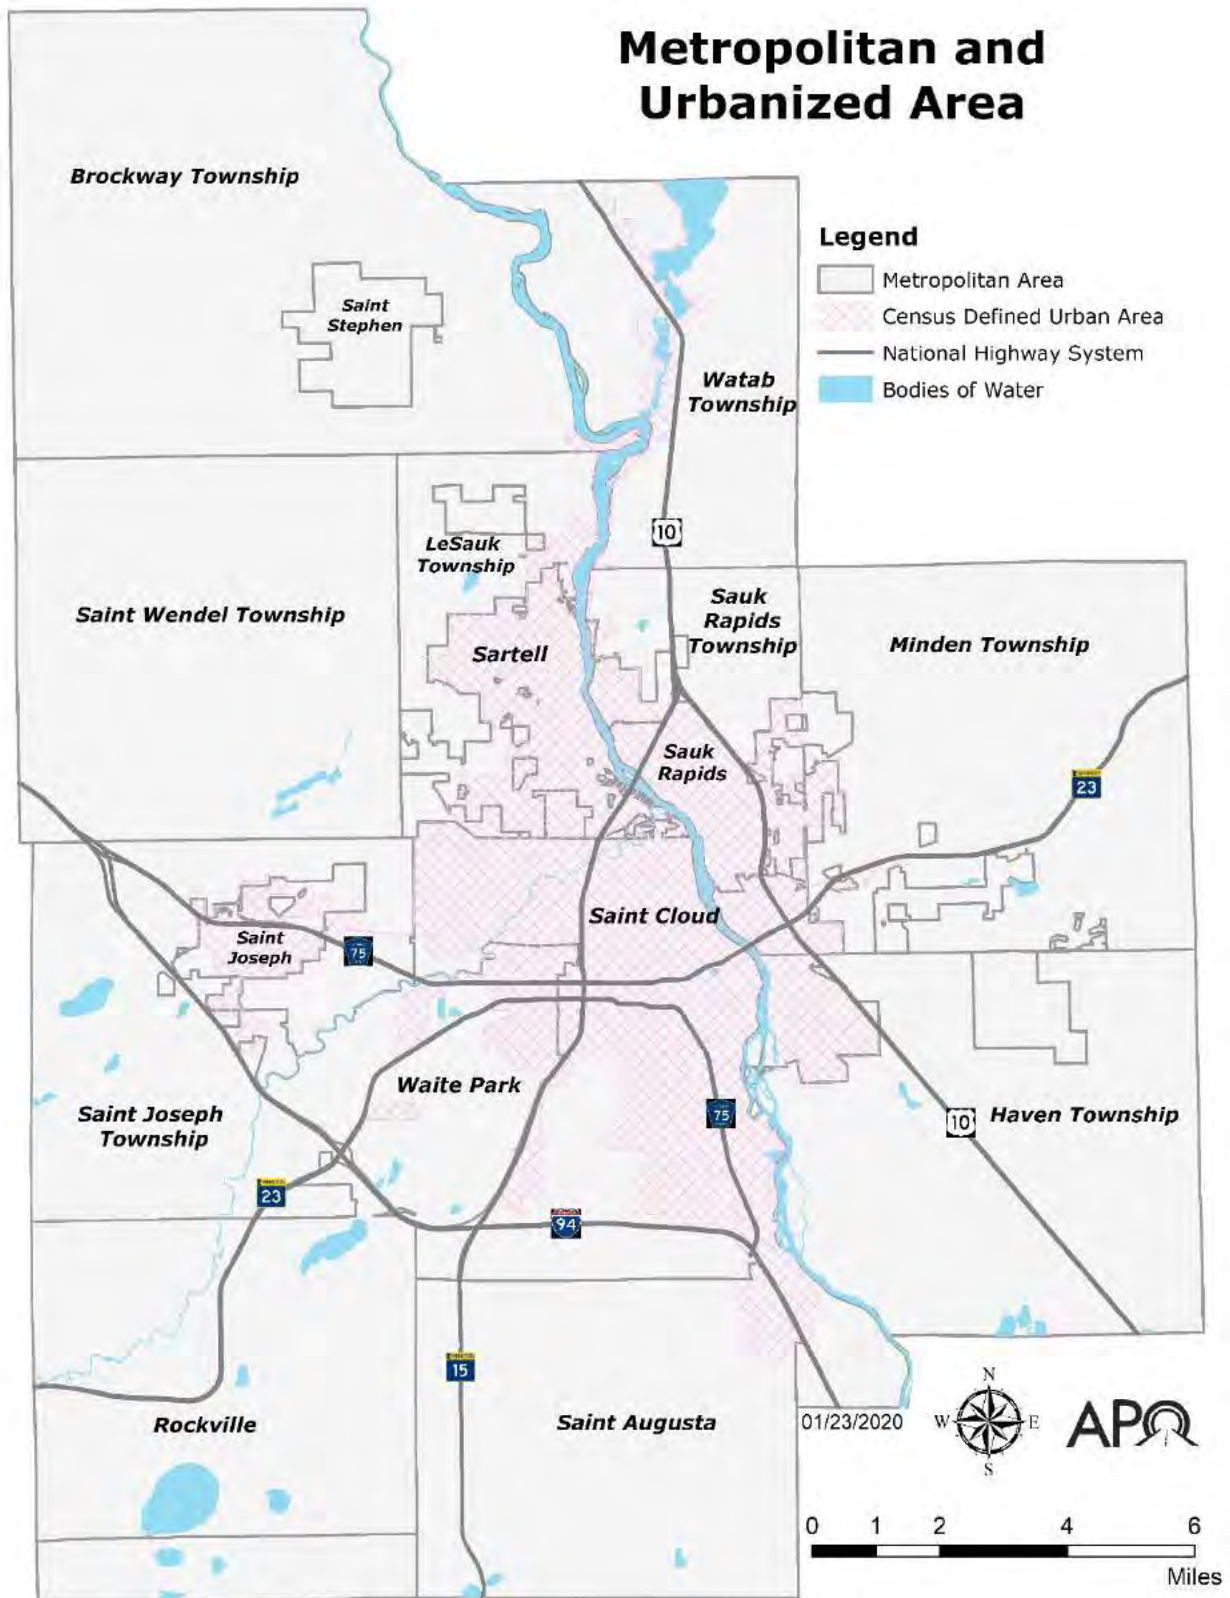 Metropolitan and
Urbanized Area
Brockway Township
Saint
Stephen
Legend
Metropolitan Area
Census Defined Urban Area
National Highway System
Bodies of Water
Watab
Township
10
LeSauk
Township
Saint Wendel Township
Sartell
Sauk
Rapids
Township
Minden Township
Sauk
Rapids
23
Saint Cloud
Saint
Joseph
75
Waite Park
Saint Joseph
Township
75
10
Haven Township
23
94
15
Rockville
Saint Augusta
01/23/2020
N
W
E
S
APO
0 1 2 4 6
Miles